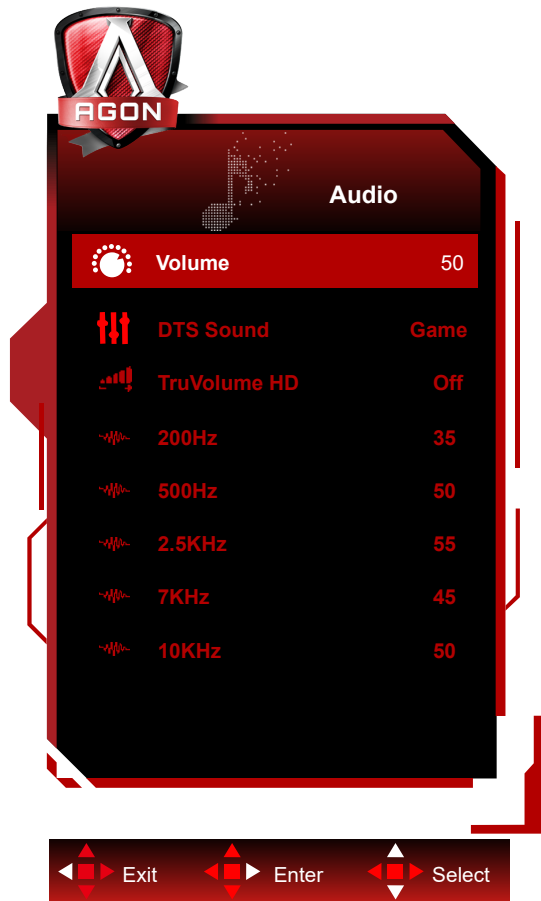 AGON
Audio
Volume 50
DTS Sound Game
TruVolume HD Off
200Hz 35
500Hz 50
2.5KHz 55
7KHz 45
10KHz 50
Exit Enter Select